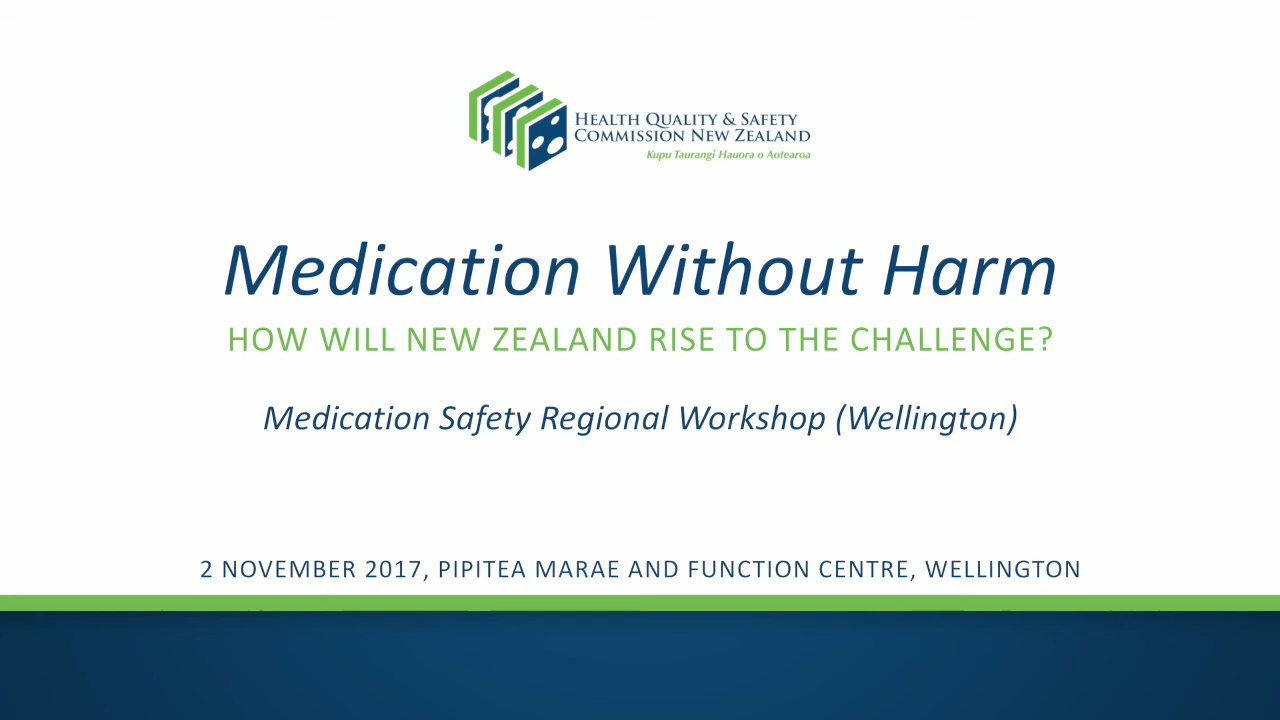 HEALTH QUALITY & SAFETY
COMMISSION NEW ZEALAND
Kupu Taurangi Hauora o Aotearoa
Medication Without Harm
HOW WILL NEW ZEALAND RISE TO THE CHALLENGE?
Medication Safety Regional Workshop (Wellington)
2 NOVEMBER 2017, PIPITEA MARAE AND FUNCTION CENTRE, WELLINGTON